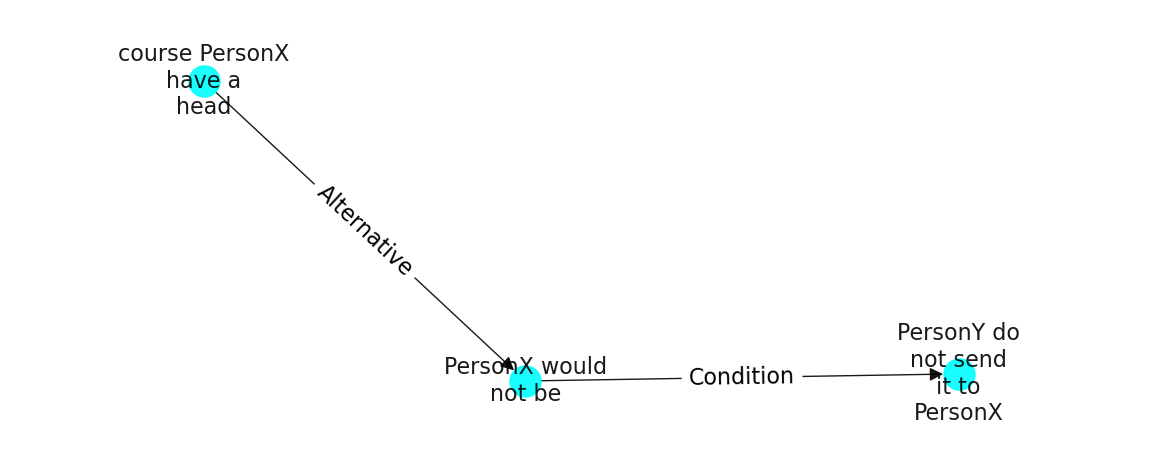 course PersonX
have a
head
Alternative
PersonX would
not be
Condition
PersonY do
not send
it to
PersonX